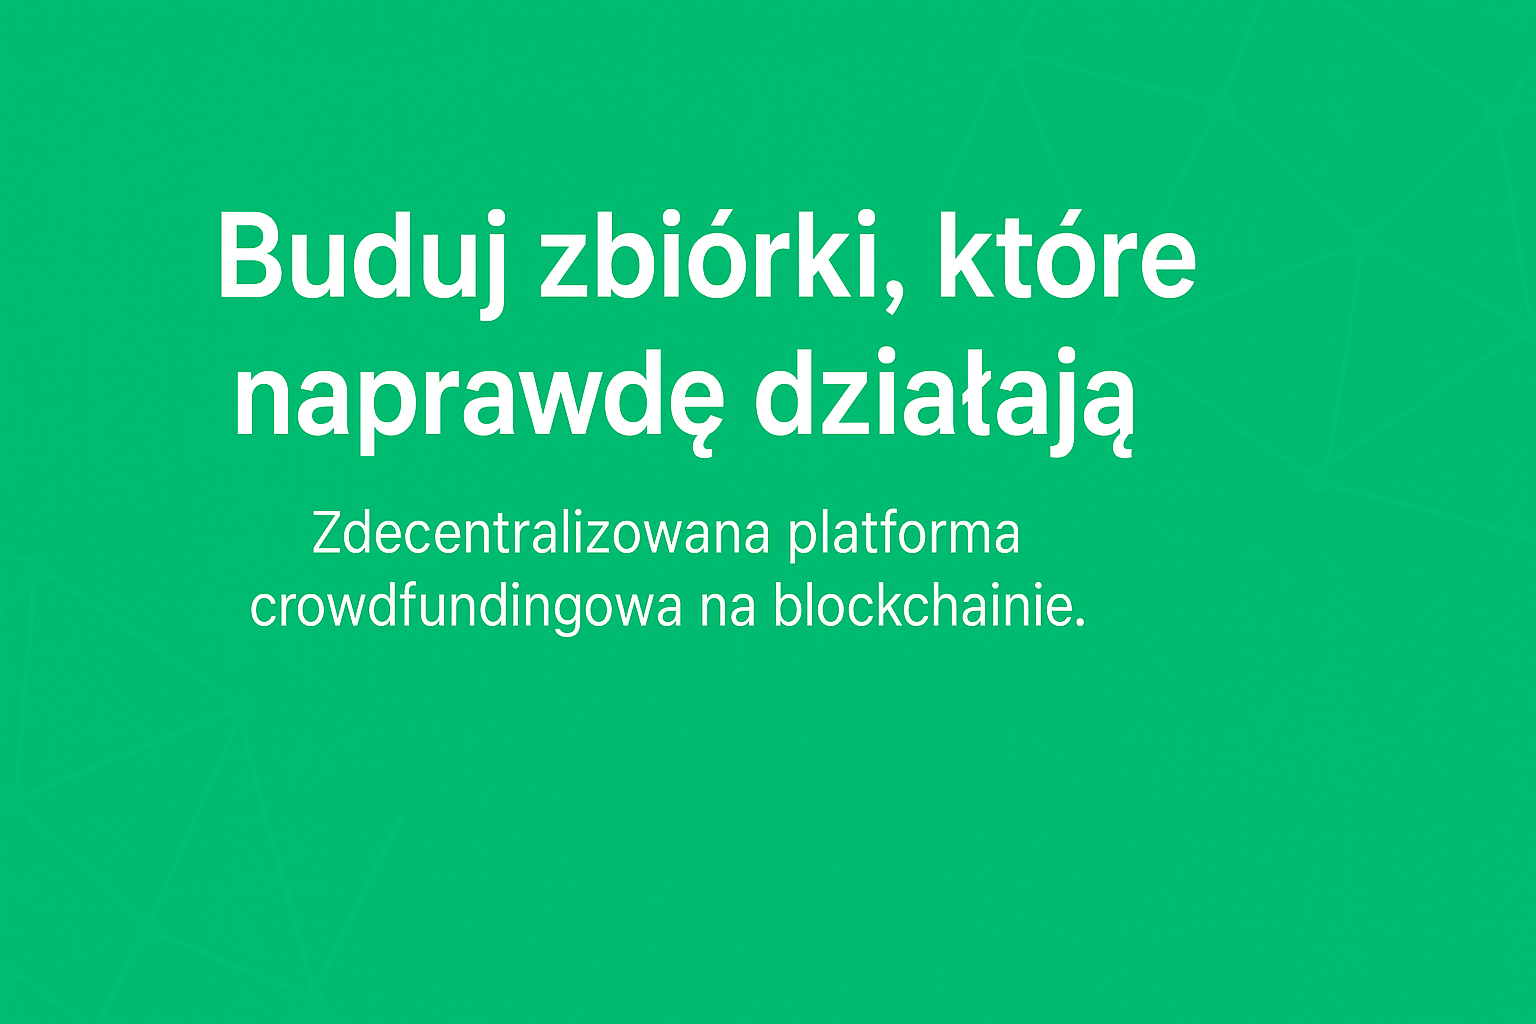 Buduj zbiórki, które
naprawdę działają
Zdecentralizowana platforma
crowdfundingowa na blockchainie.